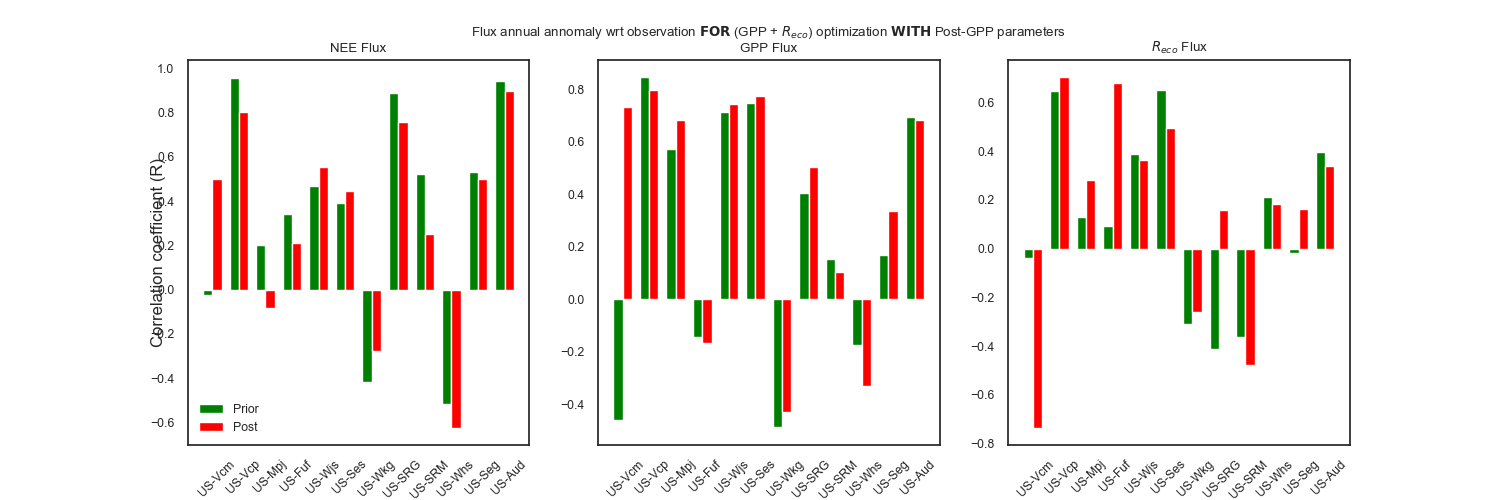 Flux annual annomaly wrt observation FOR (GPP + Reco) optimization WITH Post-GPP parameters
NEE Flux
GPP Flux
Reco Flux
Correlation coefficient (R)
1.0
0.8
0.6
0.4
0.2
0.0
−0.2
−0.4
−0.6
Prior
Post
US-Vcm
US-Vcp
US-Mpj
US-Fuf
US-Wjs
US-Ses
US-Wkg
US-SRG
US-SRM
US-Whs
US-Seg
US-Aud
0.8
0.6
0.4
0.2
0.0
−0.2
−0.4
US-Vcm
US-Vcp
US-Mpj
US-Fuf
US-Wjs
US-Ses
US-Wkg
US-SRG
US-SRM
US-Whs
US-Seg
US-Aud
0.6
0.4
0.2
0.0
−0.2
−0.4
−0.6
−0.8
US-Vcm
US-Vcp
US-Mpj
US-Fuf
US-Wjs
US-Ses
US-Wkg
US-SRG
US-SRM
US-Whs
US-Seg
US-Aud